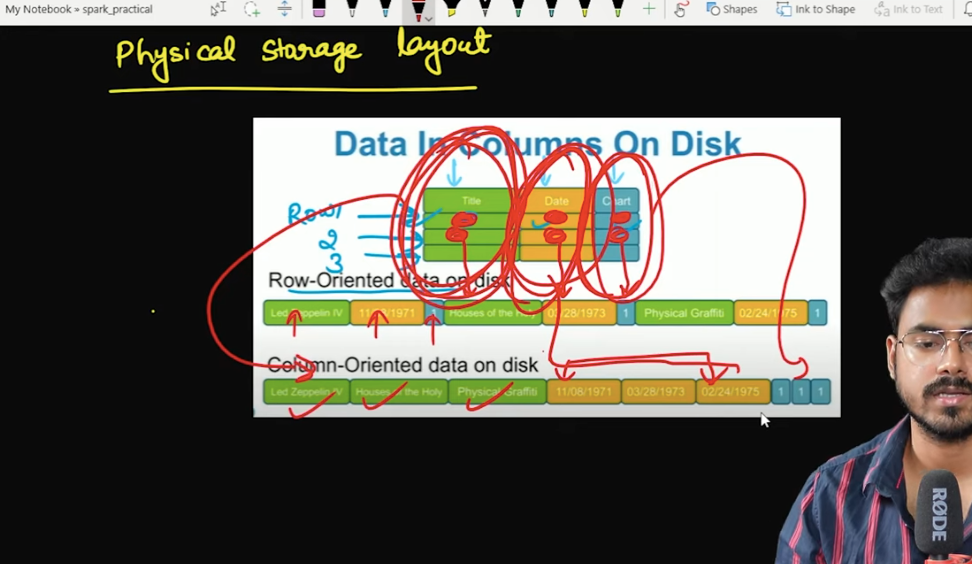 My Notebook » spark_practical
Shapes
Ink to Shape
Ink to Text
Physical Storage layout
Data In Columns On Disk
Title Date Chart
Row1
2
3
Row-Oriented data on disk
Led Zeppelin IV 1971 1 Houses of the Holy 03/28/1973 1 Physical Graffiti 02/24/1975 1
Column-Oriented data on disk
Led Zeppelin IV Houses of the Holy Physical Graffiti 11/08/1971 03/28/1973 02/24/1975 1 1 1
RØDE